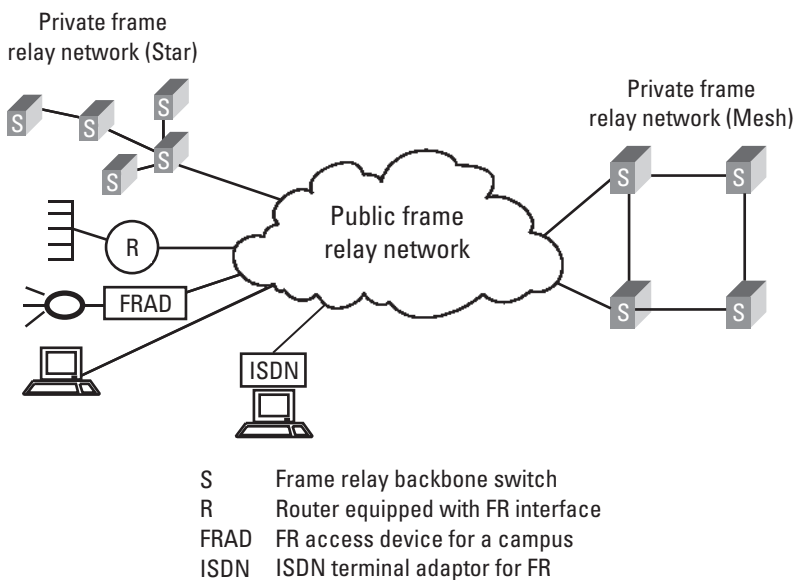 Private frame
relay network (Star)
Private frame
relay network (Mesh)
S
S
S
S
S
S
S
S
S
Public frame
relay network
R
FRAD
ISDN
S Frame relay backbone switch
R Router equipped with FR interface
FRAD FR access device for a campus
ISDN ISDN terminal adaptor for FR